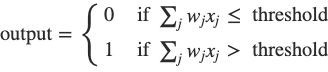 output = { 0 if ∑_j w_j x_j ≤ threshold
1 if ∑_j w_j x_j > threshold